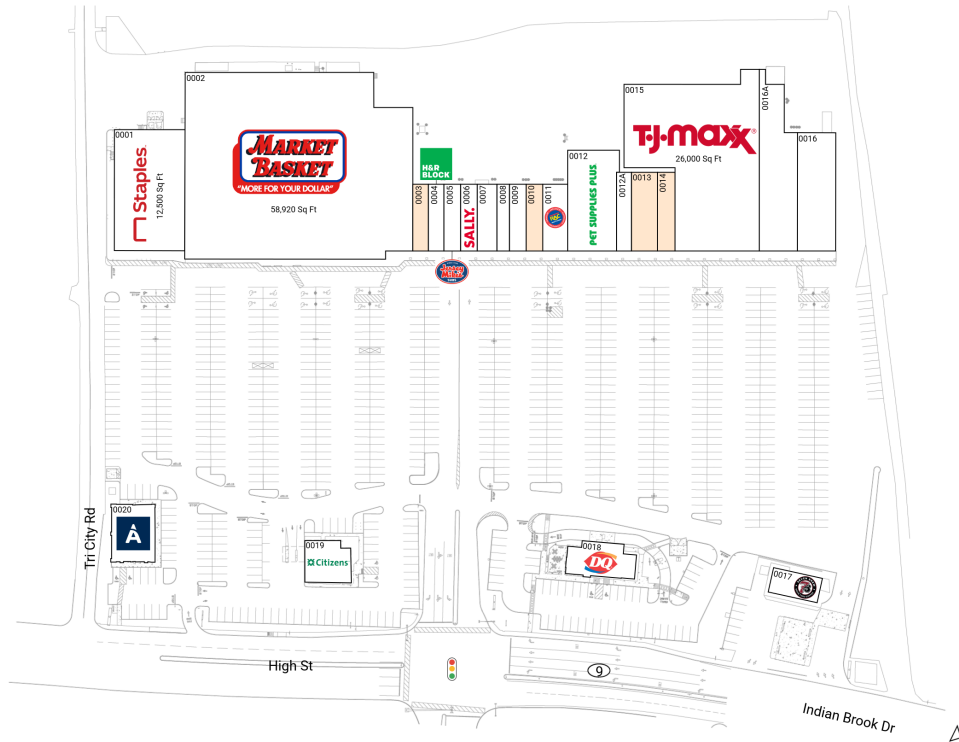 0002
0015
0016A
0001
0016
MARKET
BASKET
"MORE FOR YOUR DOLLAR"
T·J·maxx®
26,000 Sq Ft
Staples.
12,500 Sq Ft
H&R
BLOCK
0012
58,920 Sq Ft
0003
0004
0005
0006
0007
0008
0009
0010
0011
0012A
0013
0014
SALLY.
PET SUPPLIES PLUS
Jersey
Mike's
SUBS
0020
A
Tri City Rd
0019
Citizens
0018
DQ
0017
High St
9
Indian Brook Dr